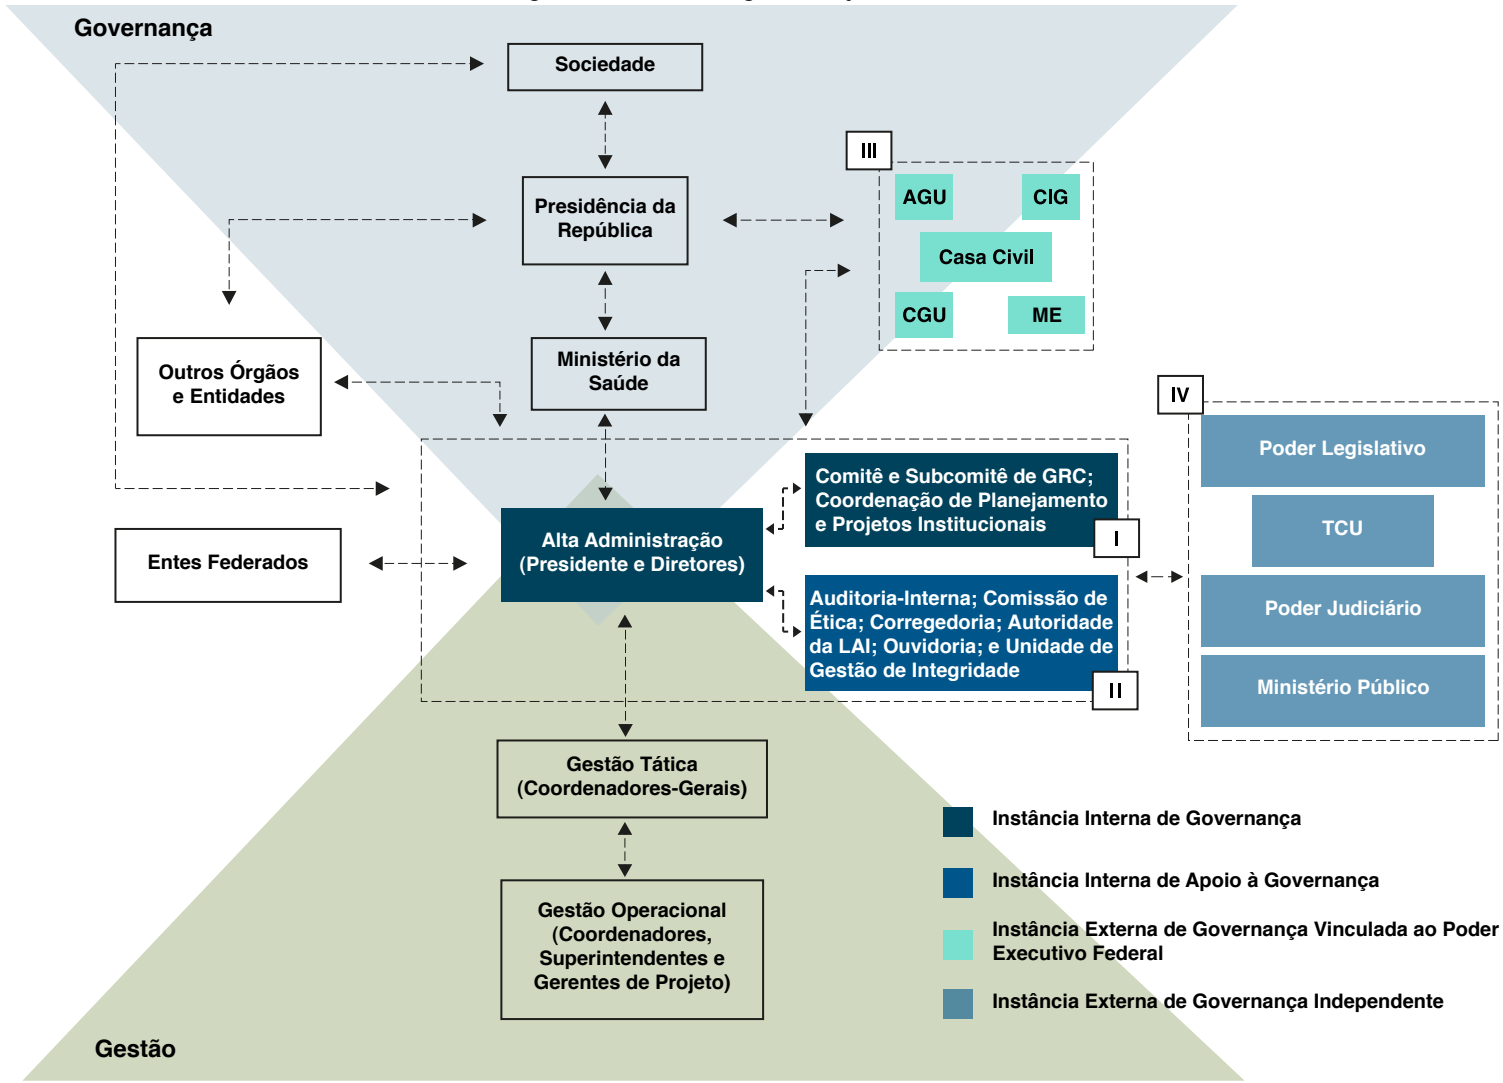 Governança
Sociedade
Presidência da
República
III
AGU
CIG
Casa Civil
CGU
ME
Outros Órgãos
e Entidades
Ministério da
Saúde
IV
Poder Legislativo
TCU
Poder Judiciário
Ministério Público
Comitê e Subcomitê de GRC;
Coordenação de Planejamento
e Projetos Institucionais
I
Alta Administração
(Presidente e Diretores)
Entes Federados
Auditoria-Interna; Comissão de
Ética; Corregedoria; Autoridade
da LAI; Ouvidoria; e Unidade de
Gestão de Integridade
II
Gestão Tática
(Coordenadores-Gerais)
Gestão Operacional
(Coordenadores,
Superintendentes e
Gerentes de Projeto)
Instância Interna de Governança
Instância Interna de Apoio à Governança
Instância Externa de Governança Vinculada ao Poder
Executivo Federal
Instância Externa de Governança Independente
Gestão